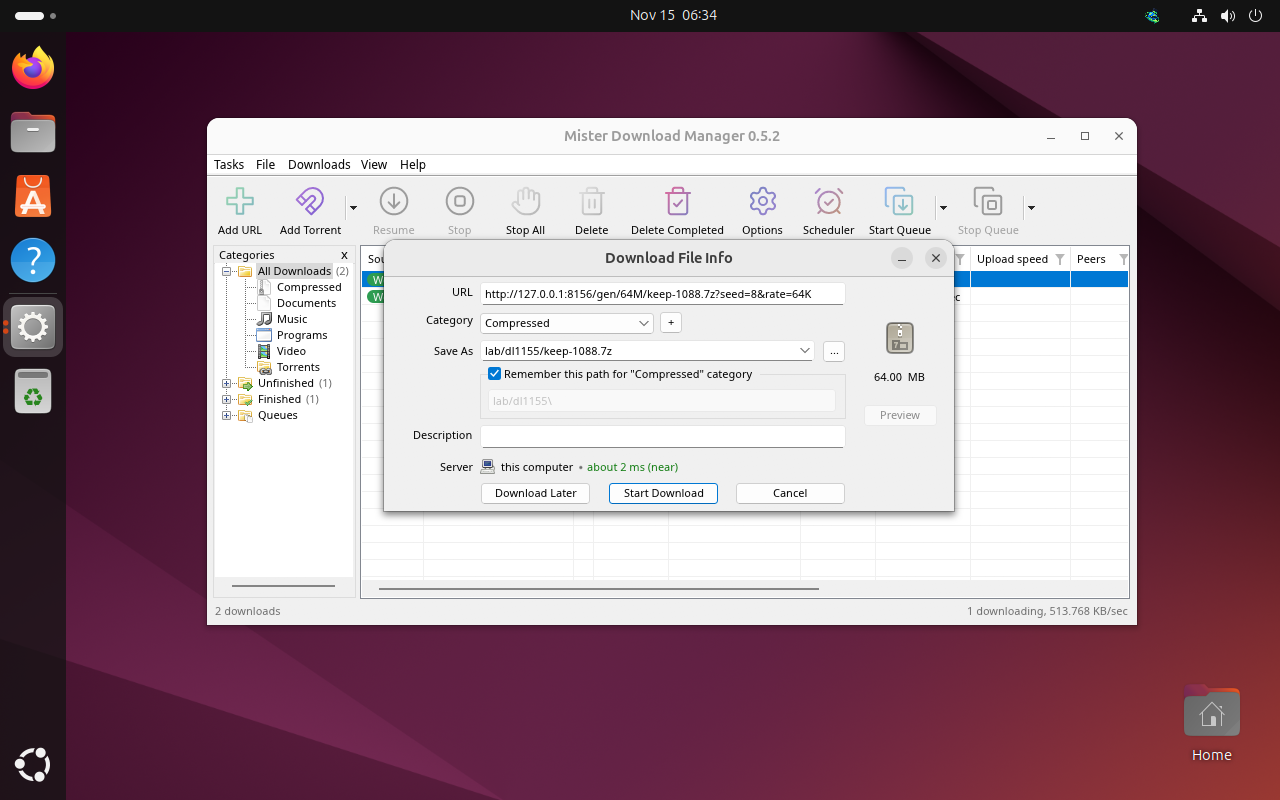 Nov 15 06:34
Mister Download Manager 0.5.2
Tasks File Downloads View Help
Add URL Add Torrent Resume Stop Stop All Delete Delete Completed Options Scheduler Start Queue Stop Queue
Categories X
Upload speed Peers
All Downloads (2)
Compressed
Documents
Music
Programs
Video
Torrents
Unfinished (1)
Finished (1)
Queues
Download File Info
URL http://127.0.0.1:8156/gen/64M/keep-1088.7z?seed=8&rate=64K
Category Compressed +
Save As lab/dl1155/keep-1088.7z ...
Remember this path for "Compressed" category
lab/dl1155\
64.00 MB
Preview
Description
Server this computer • about 2 ms (near)
Download Later Start Download Cancel
2 downloads 1 downloading, 513.768 KB/sec
Home